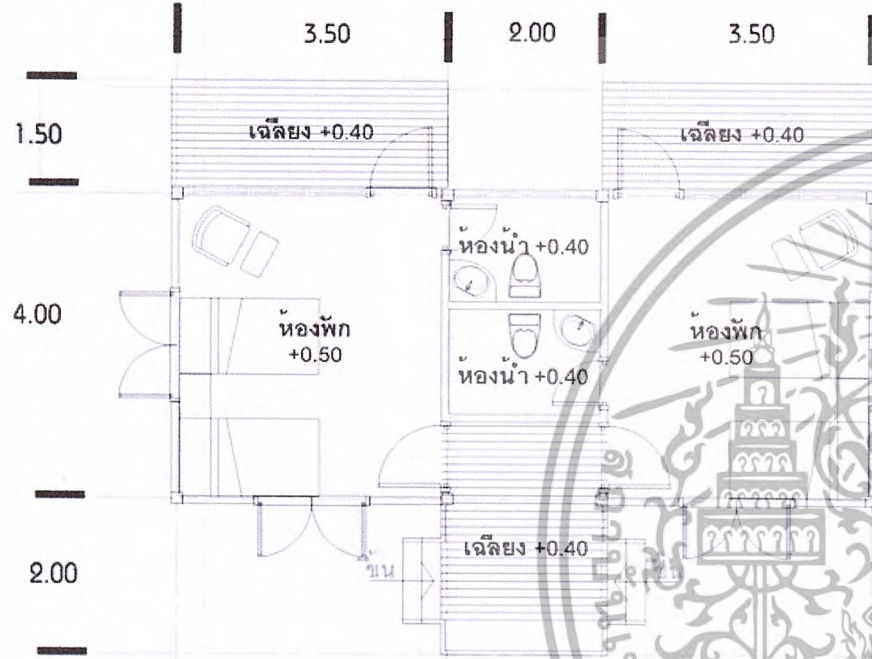 3.50 2.00 3.50
1.50
เฉลียง +0.40 เฉลียง +0.40
ห้องน้ำ +0.40
4.00
ห้องพัก
+0.50
ห้องพัก
+0.50
ห้องน้ำ +0.40
เฉลียง +0.40
ขึ้น ขึ้น
2.00